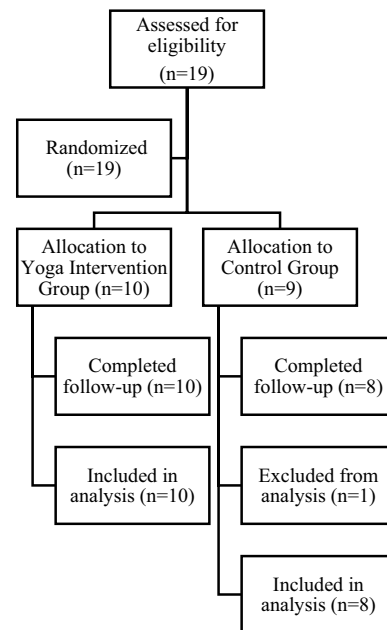 Assessed for
eligibility
(n=19)
Randomized
(n=19)
Allocation to
Yoga Intervention
Group (n=10)
Allocation to
Control Group
(n=9)
Completed
follow-up (n=10)
Completed
follow-up (n=8)
Included in
analysis (n=10)
Excluded from
analysis (n=1)
Included in
analysis (n=8)